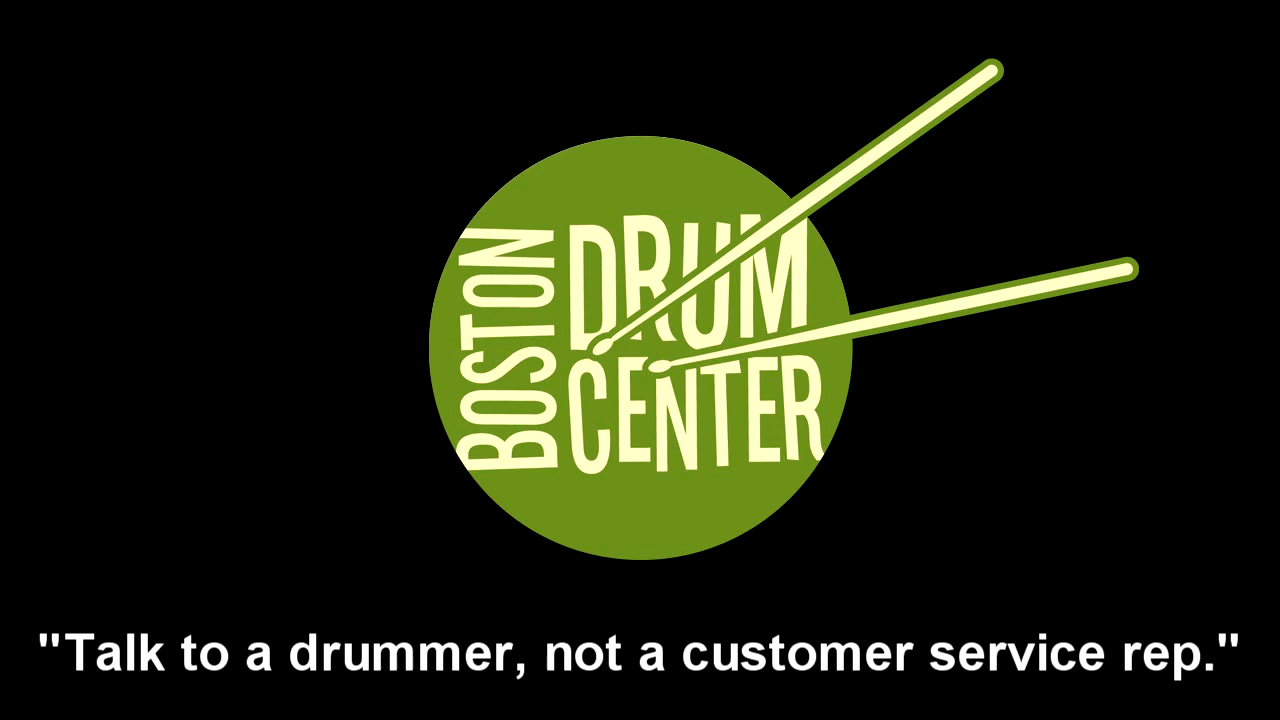 BOSTON
DRUM
CENTER
"Talk to a drummer, not a customer service rep."